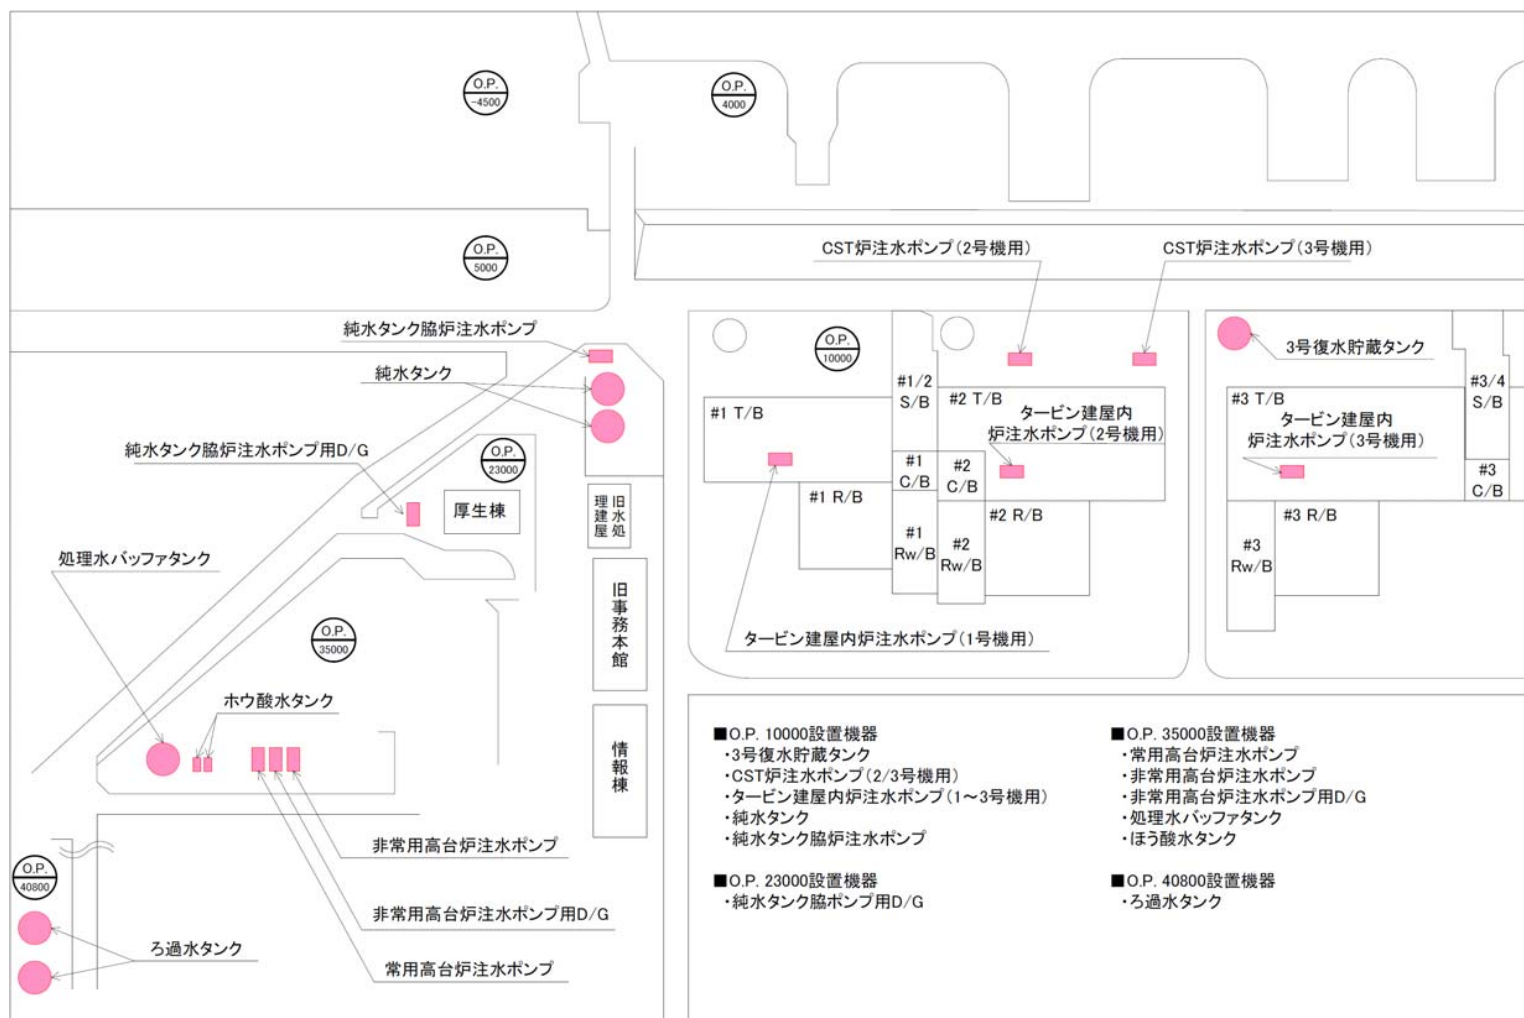 O.P.
-4500
O.P.
4000
O.P.
5000
CST炉注水ポンプ(2号機用)
CST炉注水ポンプ(3号機用)
純水タンク脇炉注水ポンプ
純水タンク
O.P.
10000
3号復水貯蔵タンク
#1/2
S/B
#3/4
S/B
#1 T/B
#2 T/B
タービン建屋内
炉注水ポンプ(2号機用)
#3 T/B
タービン建屋内
炉注水ポンプ(3号機用)
純水タンク脇炉注水ポンプ用D/G
O.P.
23000
#1
C/B
#2
C/B
#3
C/B
厚生棟
旧水処
理建屋
#1 R/B
#2 R/B
#3 R/B
#1
Rw/B
#2
Rw/B
#3
Rw/B
処理水バッファタンク
旧事務本館
O.P.
35000
タービン建屋内炉注水ポンプ(1号機用)
ホウ酸水タンク
情報棟
非常用高台炉注水ポンプ
O.P.
40800
非常用高台炉注水ポンプ用D/G
ろ過水タンク
常用高台炉注水ポンプ
■O.P. 10000設置機器
・3号復水貯蔵タンク
・CST炉注水ポンプ(2/3号機用)
・タービン建屋内炉注水ポンプ(1～3号機用)
・純水タンク
・純水タンク脇炉注水ポンプ
■O.P. 23000設置機器
・純水タンク脇ポンプ用D/G
■O.P. 35000設置機器
・常用高台炉注水ポンプ
・非常用高台炉注水ポンプ
・非常用高台炉注水ポンプ用D/G
・処理水バッファタンク
・ほう酸水タンク
■O.P. 40800設置機器
・ろ過水タンク